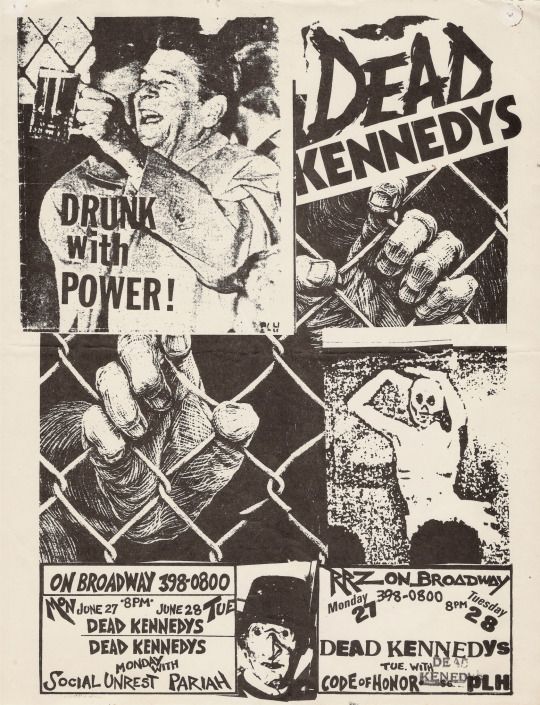 DEAD
KENNEDYS
DRUNK
with
POWER!
PLH
ON BROADWAY 398-0800
MON JUNE 27 •8PM• JUNE 28 TUE
DEAD KENNEDYS
DEAD KENNEDYS
MONDAY WITH
SOCIAL UNREST PARIAH
RRZ ON BROADWAY
Monday 27 398-0800 8PM Tuesday 28
DEAD KENNEDYS
TUE. WITH
DEAD
KENNEDYS
CODE OF HONOR PLH